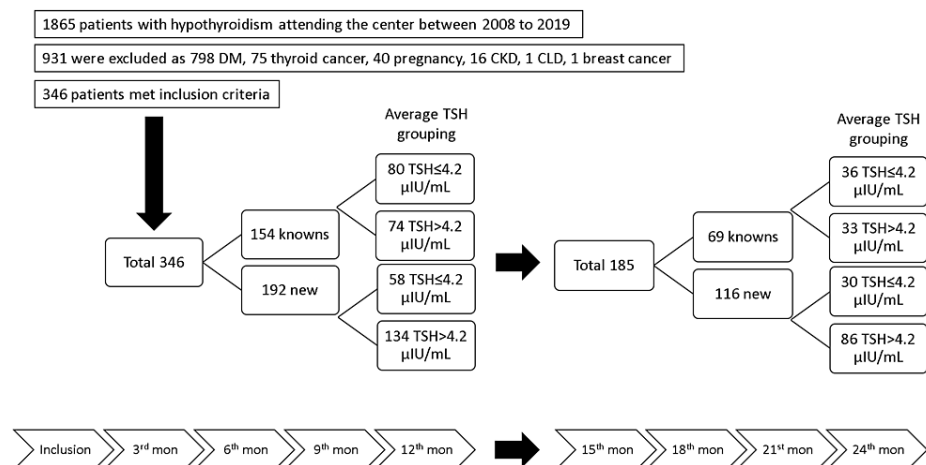 1865 patients with hypothyroidism attending the center between 2008 to 2019
931 were excluded as 798 DM, 75 thyroid cancer, 40 pregnancy, 16 CKD, 1 CLD, 1 breast cancer
346 patients met inclusion criteria
Average TSH
grouping
80 TSH≤4.2
µIU/mL
154 knowns
74 TSH>4.2
µIU/mL
Total 346
192 new
58 TSH≤4.2
µIU/mL
134 TSH>4.2
µIU/mL
Average TSH
grouping
36 TSH≤4.2
µIU/mL
69 knowns
33 TSH>4.2
µIU/mL
Total 185
116 new
30 TSH≤4.2
µIU/mL
86 TSH>4.2
µIU/mL
Inclusion
3rd mon
6th mon
9th mon
12th mon
15th mon
18th mon
21st mon
24th mon